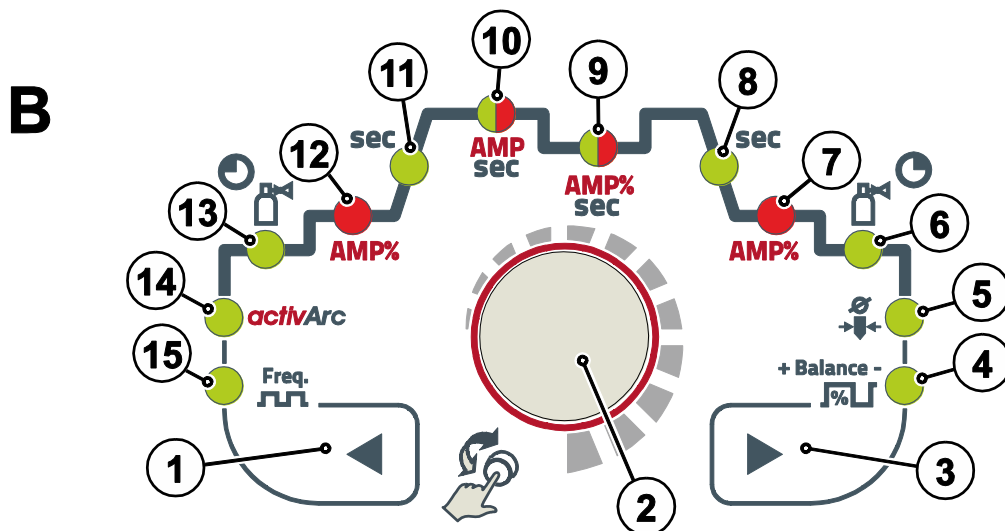 B
10
11
9
8
sec
sec
12
AMP
sec
7
AMP%
sec
13
AMP%
AMP%
6
14
activArc
5
15
Freq.
+ Balance -
%
4
1
3
2